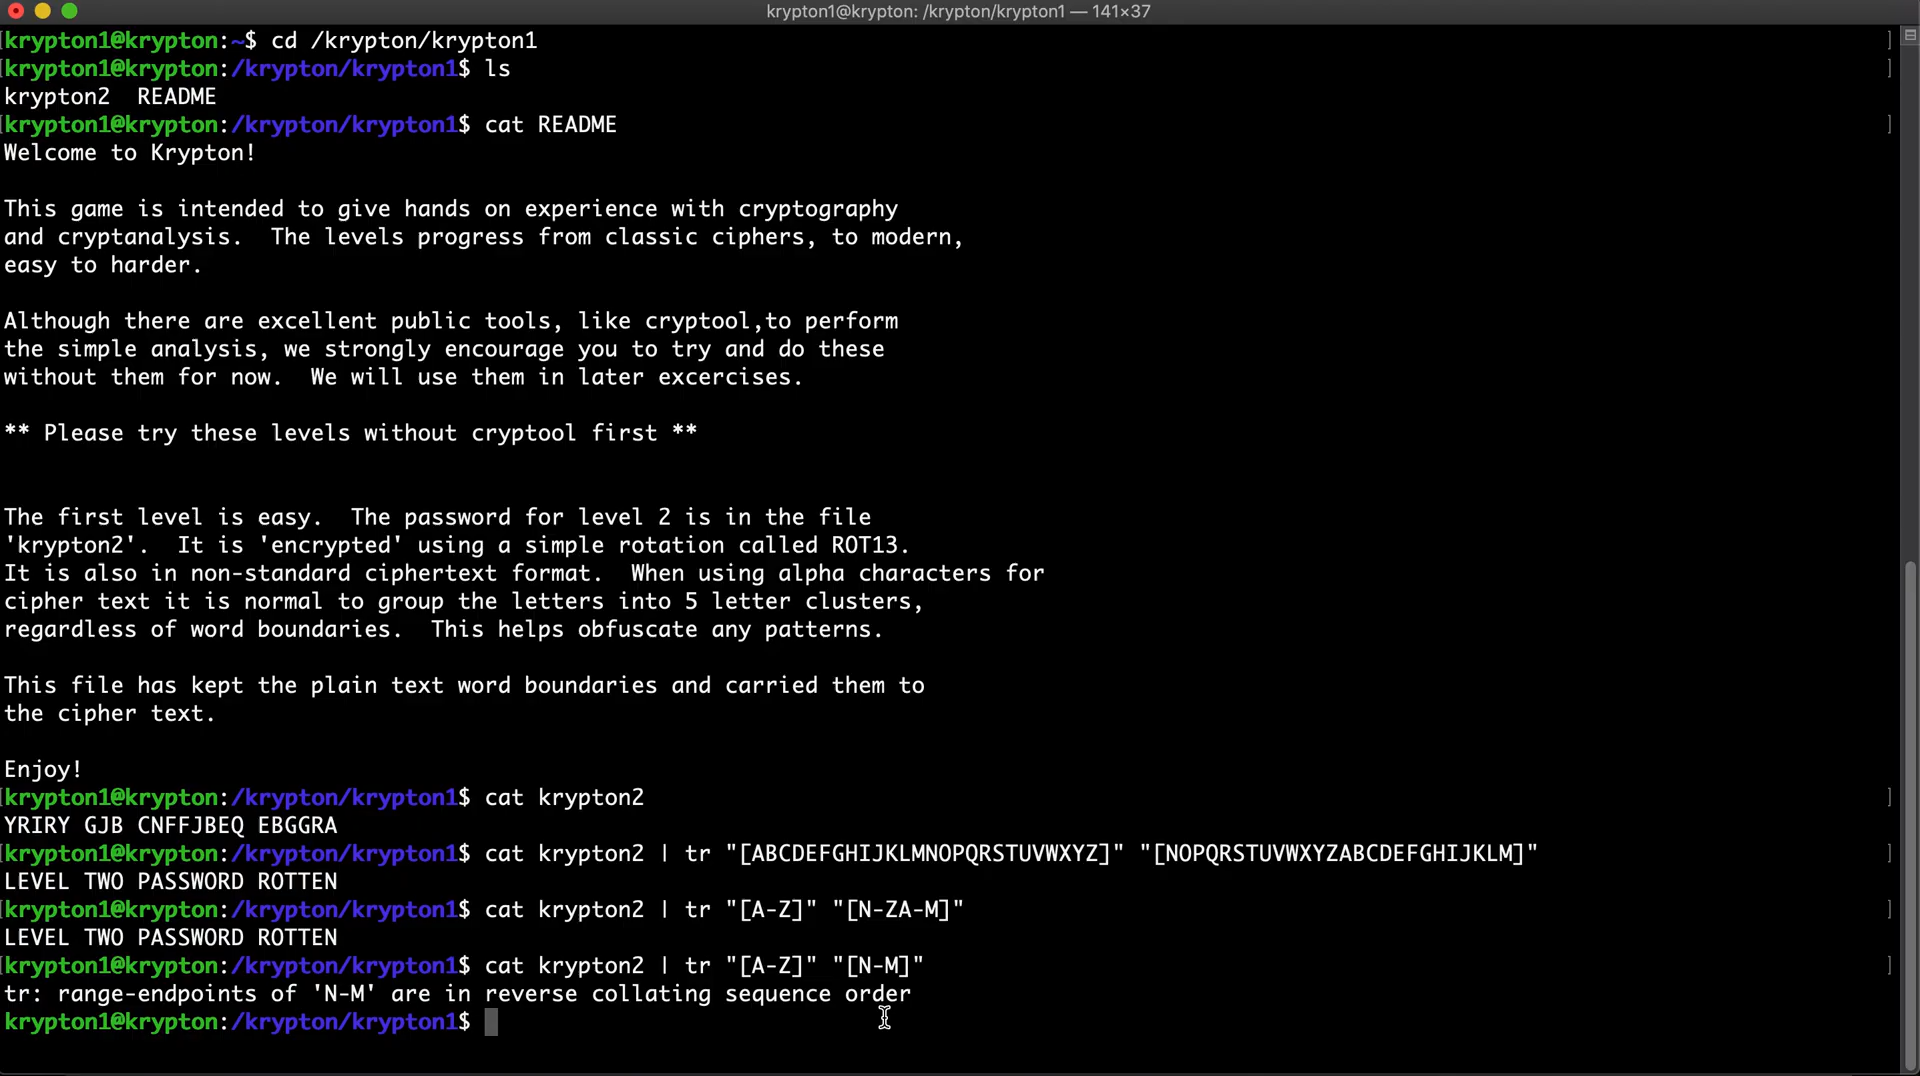 krypton1@krypton: /krypton/krypton1 — 141×37
[krypton1@krypton:~$ cd /krypton/krypton1 ]
[krypton1@krypton:/krypton/krypton1$ ls ]
krypton2  README
[krypton1@krypton:/krypton/krypton1$ cat README ]
Welcome to Krypton!
This game is intended to give hands on experience with cryptography
and cryptanalysis.  The levels progress from classic ciphers, to modern,
easy to harder.
Although there are excellent public tools, like cryptool,to perform
the simple analysis, we strongly encourage you to try and do these
without them for now.  We will use them in later excercises.
** Please try these levels without cryptool first **
The first level is easy.  The password for level 2 is in the file
'krypton2'.  It is 'encrypted' using a simple rotation called ROT13.
It is also in non-standard ciphertext format.  When using alpha characters for
cipher text it is normal to group the letters into 5 letter clusters,
regardless of word boundaries.  This helps obfuscate any patterns.
This file has kept the plain text word boundaries and carried them to
the cipher text.
Enjoy!
[krypton1@krypton:/krypton/krypton1$ cat krypton2 ]
YRIRY GJB CNFFJBEQ EBGGRA
[krypton1@krypton:/krypton/krypton1$ cat krypton2 | tr "[ABCDEFGHIJKLMNOPQRSTUVWXYZ]" "[NOPQRSTUVWXYZABCDEFGHIJKLM]" ]
LEVEL TWO PASSWORD ROTTEN
[krypton1@krypton:/krypton/krypton1$ cat krypton2 | tr "[A-Z]" "[N-ZA-M]" ]
LEVEL TWO PASSWORD ROTTEN
[krypton1@krypton:/krypton/krypton1$ cat krypton2 | tr "[A-Z]" "[N-M]" ]
tr: range-endpoints of 'N-M' are in reverse collating sequence order
krypton1@krypton:/krypton/krypton1$